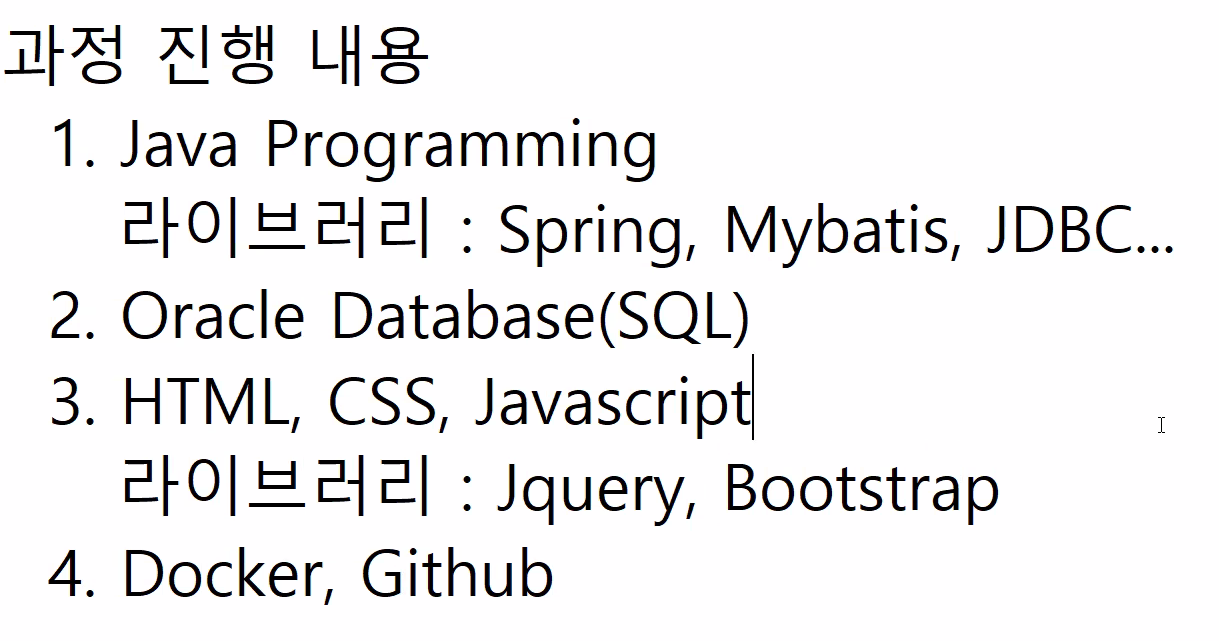 과정 진행 내용
1. Java Programming
라이브러리 : Spring, Mybatis, JDBC...
2. Oracle Database(SQL)
3. HTML, CSS, Javascript
라이브러리 : Jquery, Bootstrap
4. Docker, Github